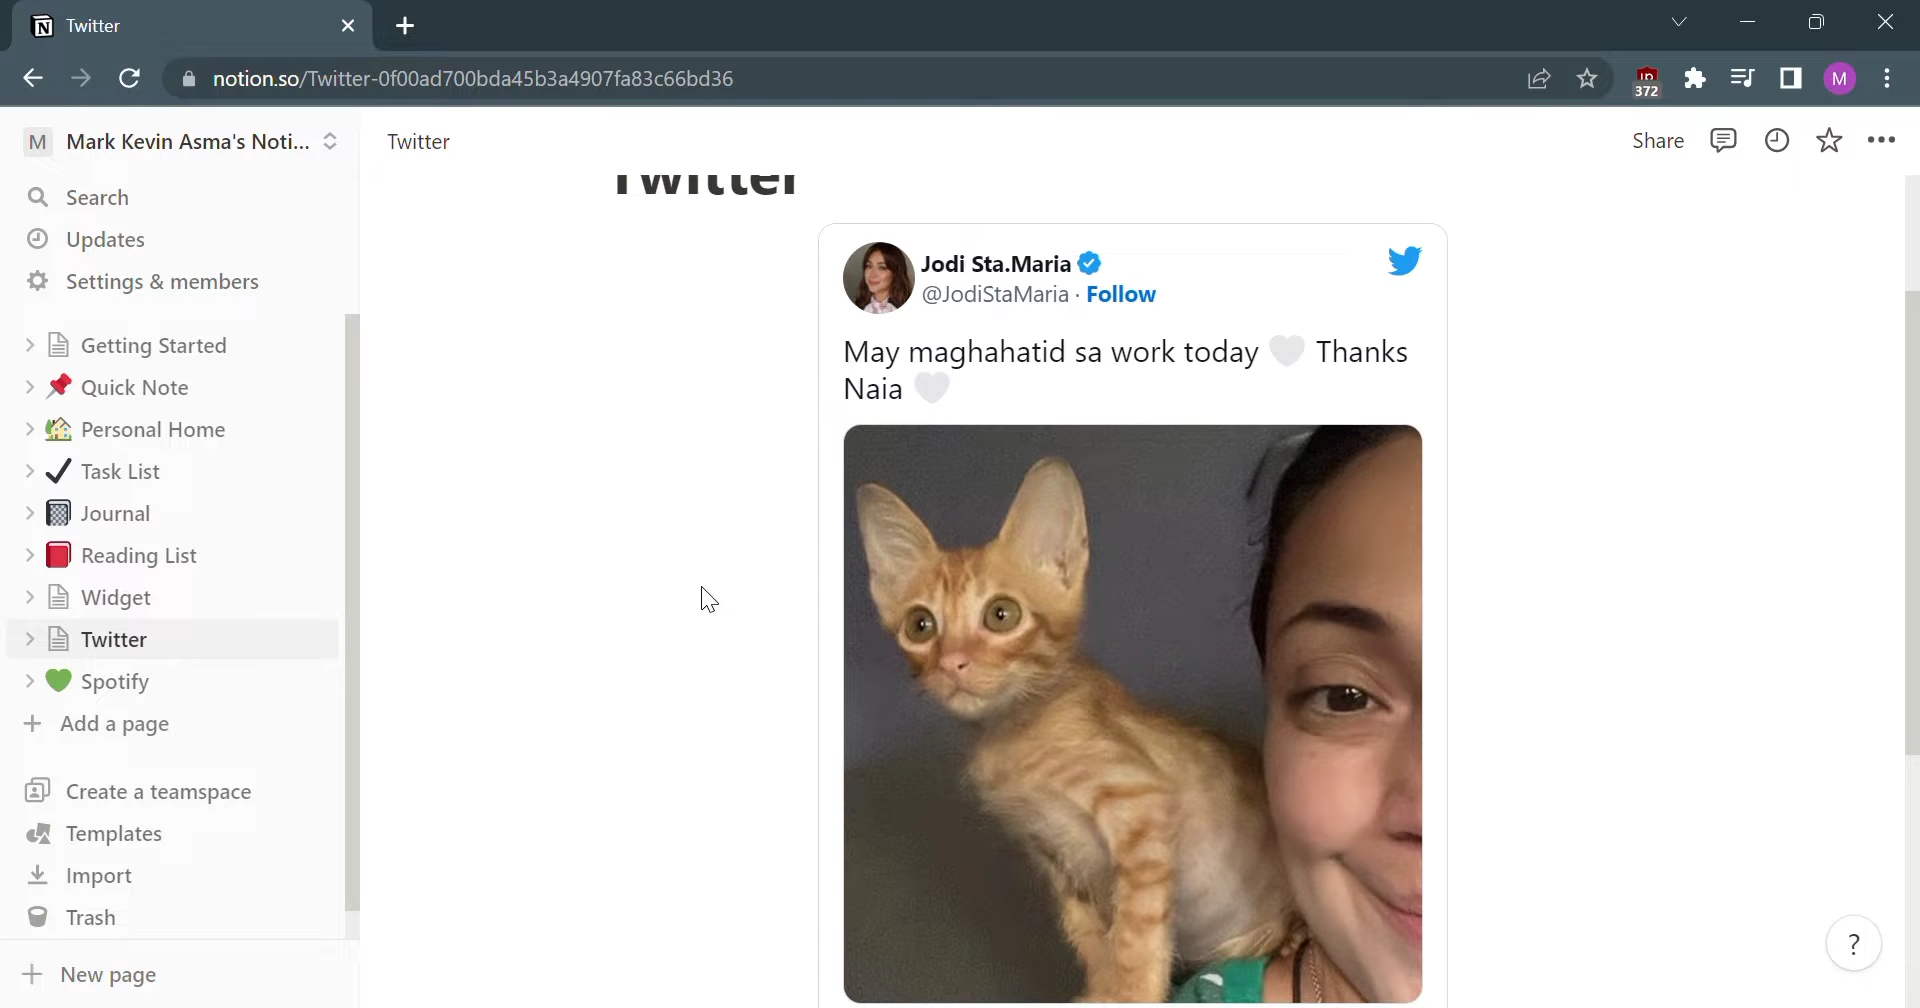 Twitter
notion.so/Twitter-0f00ad700bda45b3a4907fa83c66bd36
372
M
M Mark Kevin Asma's Noti...
Twitter
Share
Search
Updates
Settings & members
Getting Started
Quick Note
Personal Home
Task List
Journal
Reading List
Widget
Twitter
Spotify
Add a page
Create a teamspace
Templates
Import
Trash
New page
Twitter
Jodi Sta.Maria
@JodiStaMaria · Follow
May maghahatid sa work today 🤍 Thanks
Naia 🤍
?